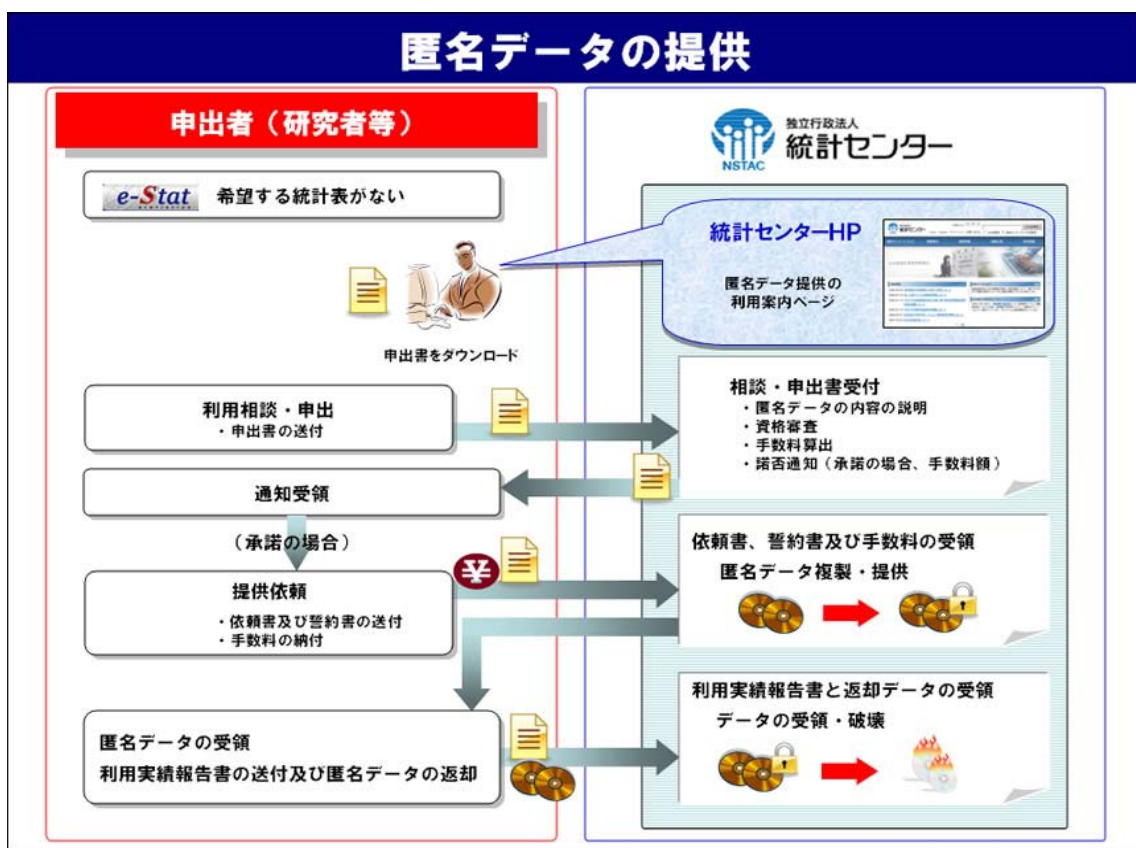 匿名データの提供
申出者（研究者等）
e-Stat 希望する統計表がない
申出書をダウンロード
利用相談・申出
・申出書の送付
通知受領
（承諾の場合）
¥
提供依頼
・依頼書及び誓約書の送付
・手数料の納付
匿名データの受領
利用実績報告書の送付及び匿名データの返却
NSTAC
独立行政法人
統計センター
統計センターHP
匿名データ提供の
利用案内ページ
相談・申出書受付
・匿名データの内容の説明
・資格審査
・手数料算出
・諾否通知（承諾の場合、手数料額）
依頼書、誓約書及び手数料の受領
匿名データ複製・提供
利用実績報告書と返却データの受領
データの受領・破壊